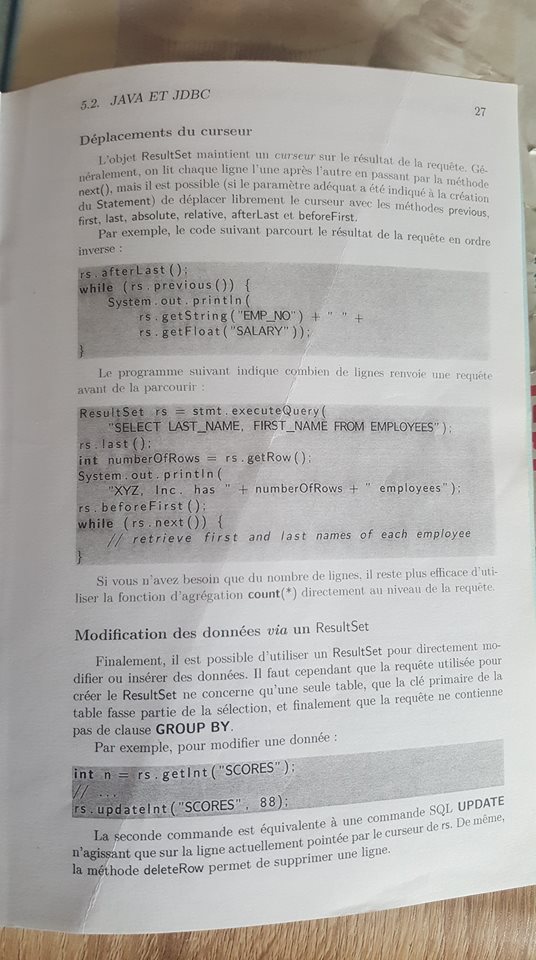 5.2. JAVA ET JDBC
27
Déplacements du curseur
L'objet ResultSet maintient un curseur sur le résultat de la requête. Gé-
néralement, on lit chaque ligne l'une après l'autre en passant par la méthode
next(), mais il est possible (si le paramètre adéquat a été indiqué à la création
du Statement) de déplacer librement le curseur avec les méthodes previous,
first, last, absolute, relative, afterLast et beforeFirst.
Par exemple, le code suivant parcourt le résultat de la requête en ordre
inverse :
rs.afterLast();
while (rs.previous()) {
System.out.println(
rs.getString("EMP_NO") + " " +
rs.getFloat("SALARY"));
}
Le programme suivant indique combien de lignes renvoie une requête
avant de la parcourir :
ResultSet rs = stmt.executeQuery(
"SELECT LAST_NAME, FIRST_NAME FROM EMPLOYEES");
rs.last();
int numberOfRows = rs.getRow();
System.out.println(
"XYZ, Inc. has " + numberOfRows + " employees");
rs.beforeFirst();
while (rs.next()) {
// retrieve first and last names of each employee
}
Si vous n'avez besoin que du nombre de lignes, il reste plus efficace d'uti-
liser la fonction d'agrégation count(*) directement au niveau de la requête.
Modification des données via un ResultSet
Finalement, il est possible d'utiliser un ResultSet pour directement mo-
difier ou insérer des données. Il faut cependant que la requête utilisée pour
créer le ResultSet ne concerne qu'une seule table, que la clé primaire de la
table fasse partie de la sélection, et finalement que la requête ne contienne
pas de clause GROUP BY.
Par exemple, pour modifier une donnée :
int n = rs.getInt("SCORES");
// ...
rs.updateInt("SCORES", 88);
La seconde commande est équivalente à une commande SQL UPDATE
n'agissant que sur la ligne actuellement pointée par le curseur de rs. De même,
la méthode deleteRow permet de supprimer une ligne.